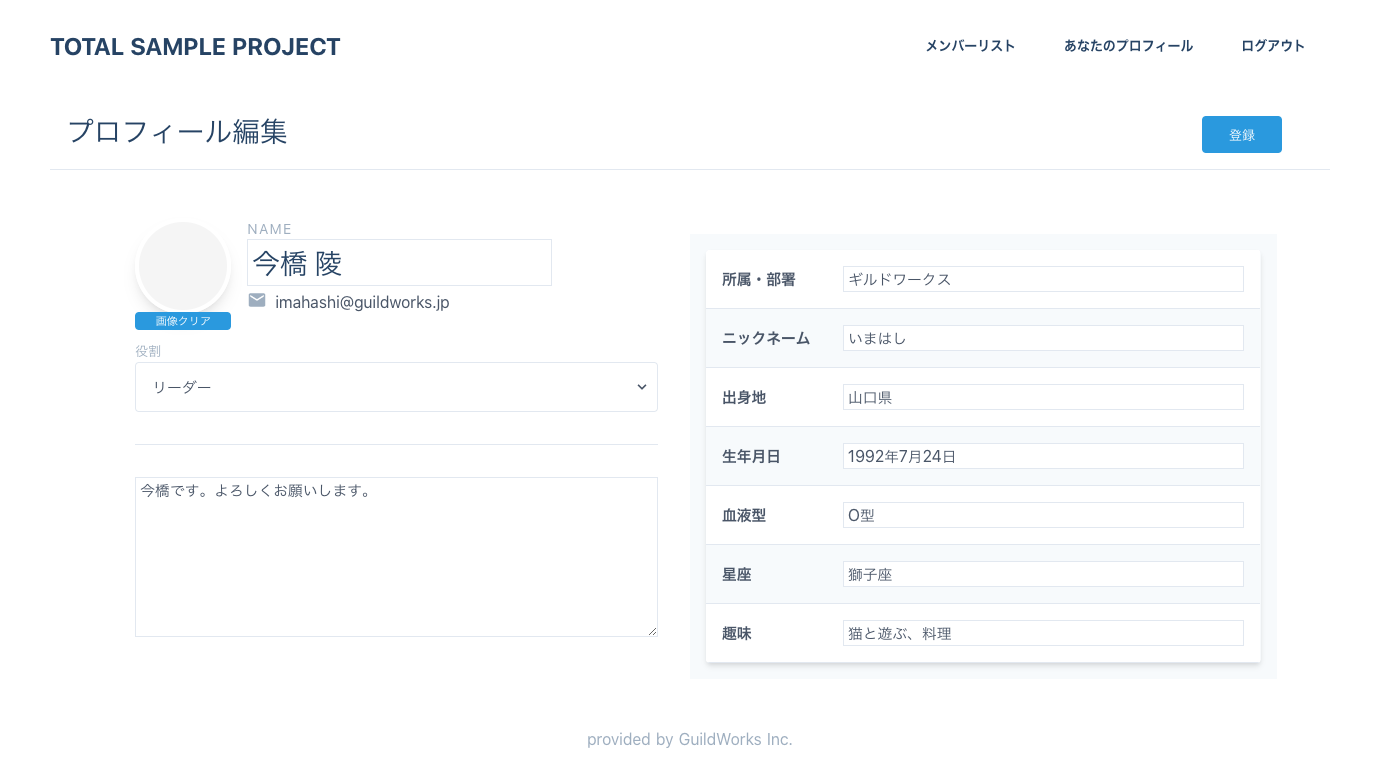 TOTAL SAMPLE PROJECT
メンバーリスト
あなたのプロフィール
ログアウト
プロフィール編集
登録
NAME
今橋 陵
imahashi@guildworks.jp
画像クリア
役割
リーダー
今橋です。よろしくお願いします。
所属・部署 ギルドワークス
ニックネーム いまはし
出身地 山口県
生年月日 1992年7月24日
血液型 O型
星座 獅子座
趣味 猫と遊ぶ、料理
provided by GuildWorks Inc.